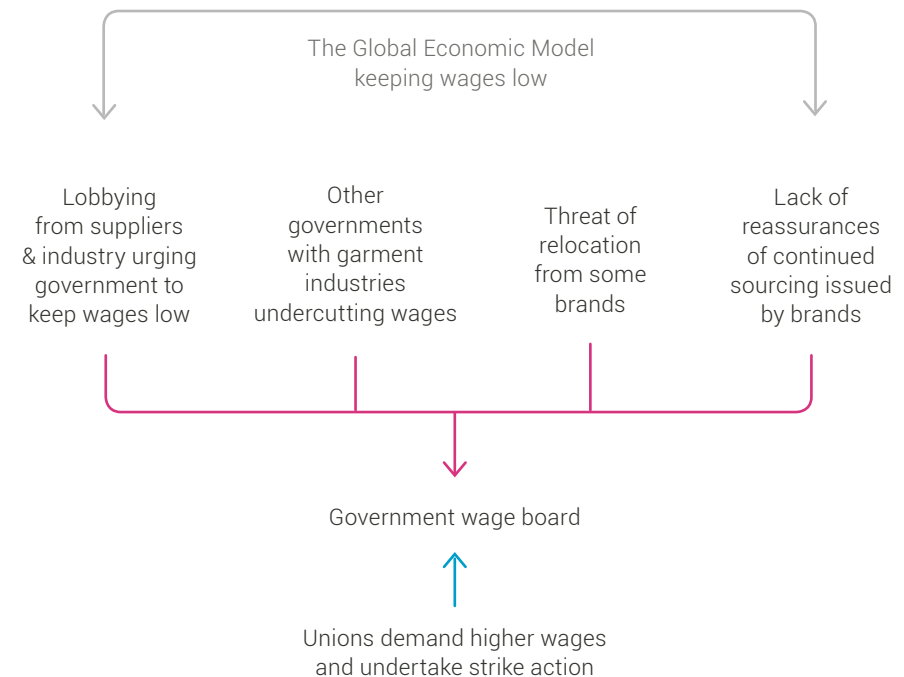 The Global Economic Model
keeping wages low
Lobbying
from suppliers
& industry urging
government to
keep wages low
Other
governments
with garment
industries
undercutting wages
Threat of
relocation
from some
brands
Lack of
reassurances
of continued
sourcing issued
by brands
Government wage board
Unions demand higher wages
and undertake strike action